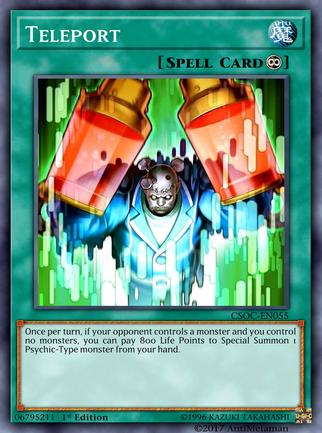 Teleport
[Spell Card]
CSOC-EN055
Once per turn, if your opponent controls a monster and you control
no monsters, you can pay 800 Life Points to Special Summon 1
Psychic-Type monster from your hand.
06795211 1st Edition ©1996 KAZUKI TAKAHASHI
©2017 AntiMetaman